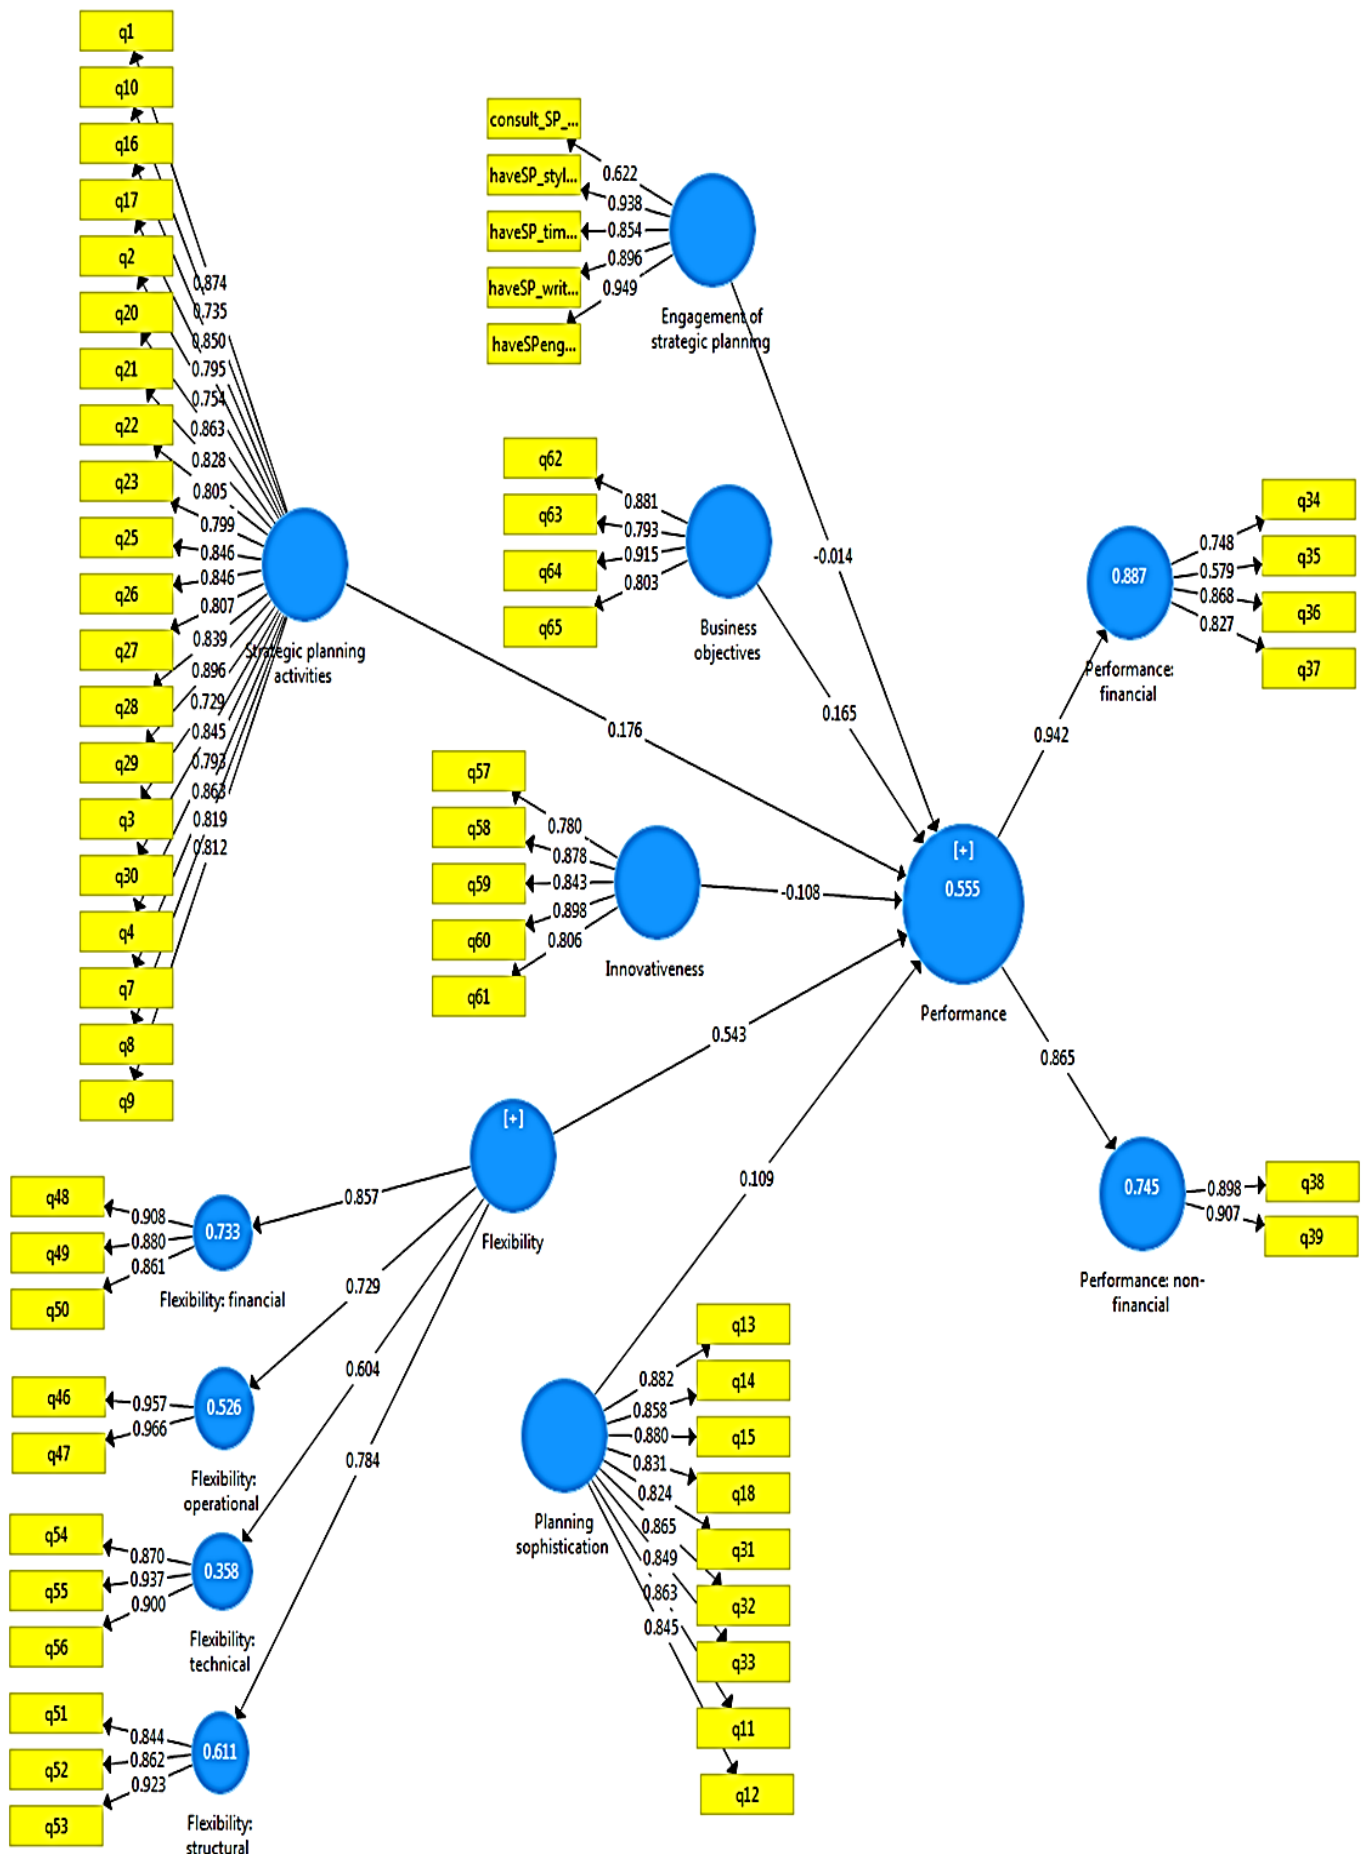 q1
q10
q16
q17
q2
q20
q21
q22
q23
q25
q26
q27
q28
q29
q3
q30
q4
q7
q8
q9
0.874
0.735
0.850
0.795
0.754
0.863
0.828
0.805
0.799
0.846
0.846
0.807
0.839
0.896
0.729
0.845
0.793
0.863
0.819
0.812
Strategic planning
activities
0.176
consult_SP_...
haveSP_styl...
haveSP_tim...
haveSP_writ...
haveSPeng...
0.622
0.938
0.854
0.896
0.949
Engagement of
strategic planning
-0.014
q62
q63
q64
q65
0.881
0.793
0.915
0.803
Business
objectives
0.165
q57
q58
q59
q60
q61
0.780
0.878
0.843
0.898
0.806
Innovativeness
-0.108
[+]
0.555
Performance
0.942
0.887
Performance:
financial
0.748
0.579
0.868
0.827
q34
q35
q36
q37
0.865
0.745
Performance: non-
financial
0.898
0.907
q38
q39
[+]
Flexibility
0.543
0.857
0.729
0.604
0.784
q48
q49
q50
0.908
0.880
0.861
0.733
Flexibility: financial
q46
q47
0.957
0.966
0.526
Flexibility:
operational
q54
q55
q56
0.870
0.937
0.900
0.358
Flexibility:
technical
q51
q52
q53
0.844
0.862
0.923
0.611
Flexibility:
structural
0.109
Planning
sophistication
0.882
0.858
0.880
0.831
0.824
0.865
0.849
0.863
0.845
q13
q14
q15
q18
q31
q32
q33
q11
q12